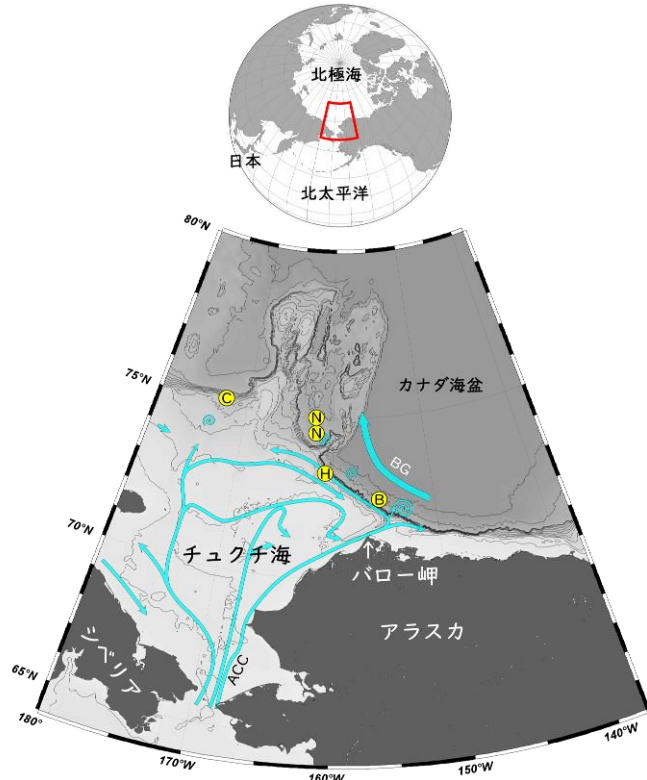 北極海
日本
北太平洋
80°N
75°N
カナダ海盆
C
N
N
BG
H
B
70°N
チュクチ海
バロー岬
アラスカ
シベリア
ACC
65°N
180°
170°W
160°W
150°W
140°W